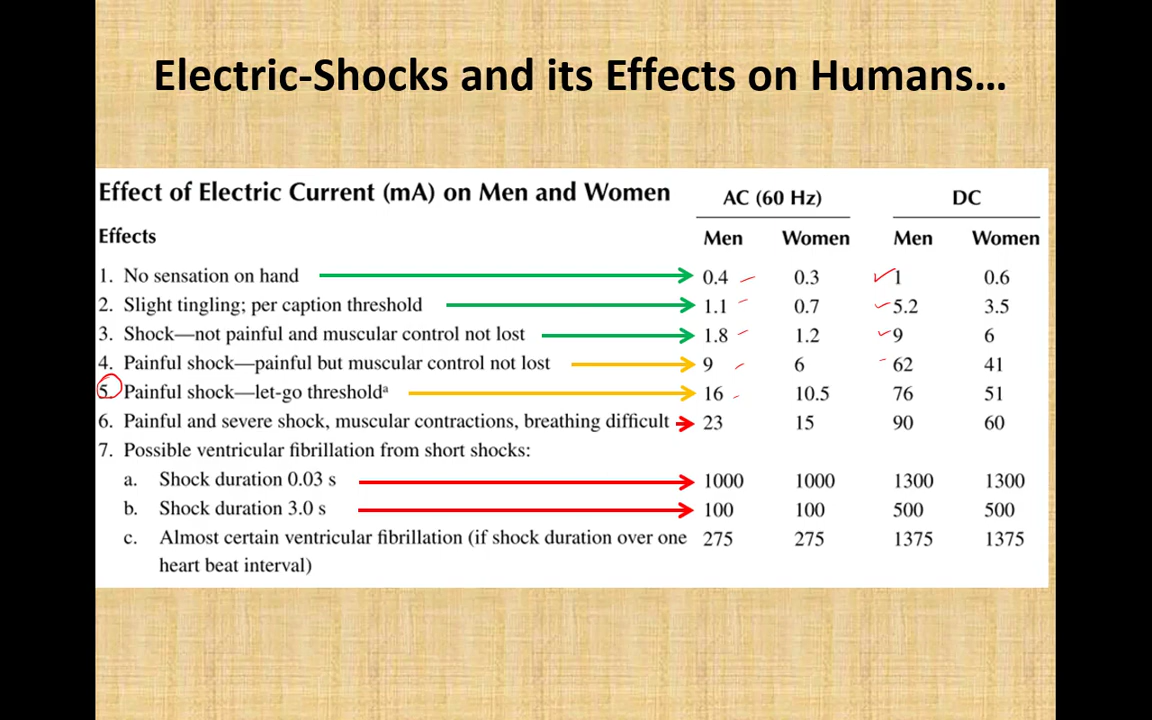 Electric-Shocks and its Effects on Humans…
Effect of Electric Current (mA) on Men and Women AC (60 Hz) DC
Effects Men Women Men Women
1. No sensation on hand 0.4 0.3 1 0.6
2. Slight tingling; per caption threshold 1.1 0.7 5.2 3.5
3. Shock—not painful and muscular control not lost 1.8 1.2 9 6
4. Painful shock—painful but muscular control not lost 9 6 62 41
5. Painful shock—let-go thresholdᵃ 16 10.5 76 51
6. Painful and severe shock, muscular contractions, breathing difficult 23 15 90 60
7. Possible ventricular fibrillation from short shocks:
a. Shock duration 0.03 s 1000 1000 1300 1300
b. Shock duration 3.0 s 100 100 500 500
c. Almost certain ventricular fibrillation (if shock duration over one 275 275 1375 1375
heart beat interval)